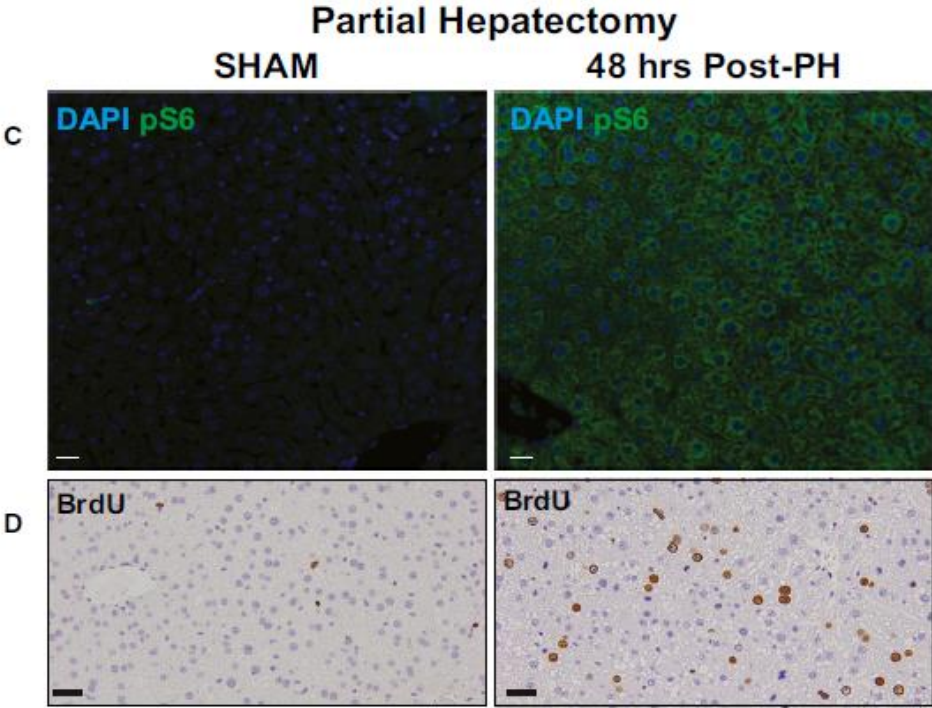 Partial Hepatectomy
SHAM
48 hrs Post-PH
C
DAPI pS6
DAPI pS6
D
BrdU
BrdU